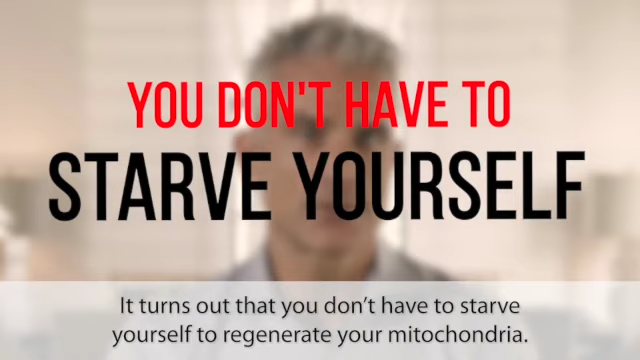 YOU DON'T HAVE TO
STARVE YOURSELF
It turns out that you don’t have to starve
yourself to regenerate your mitochondria.